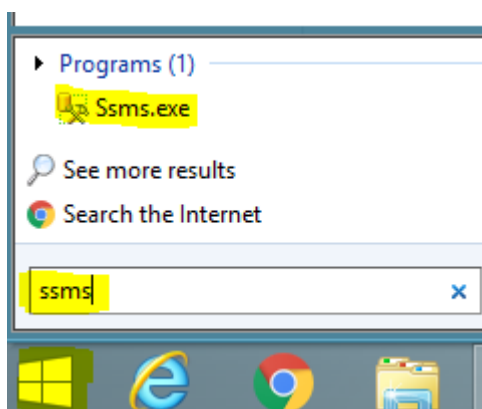 Programs (1)
Ssms.exe
See more results
Search the Internet
ssms